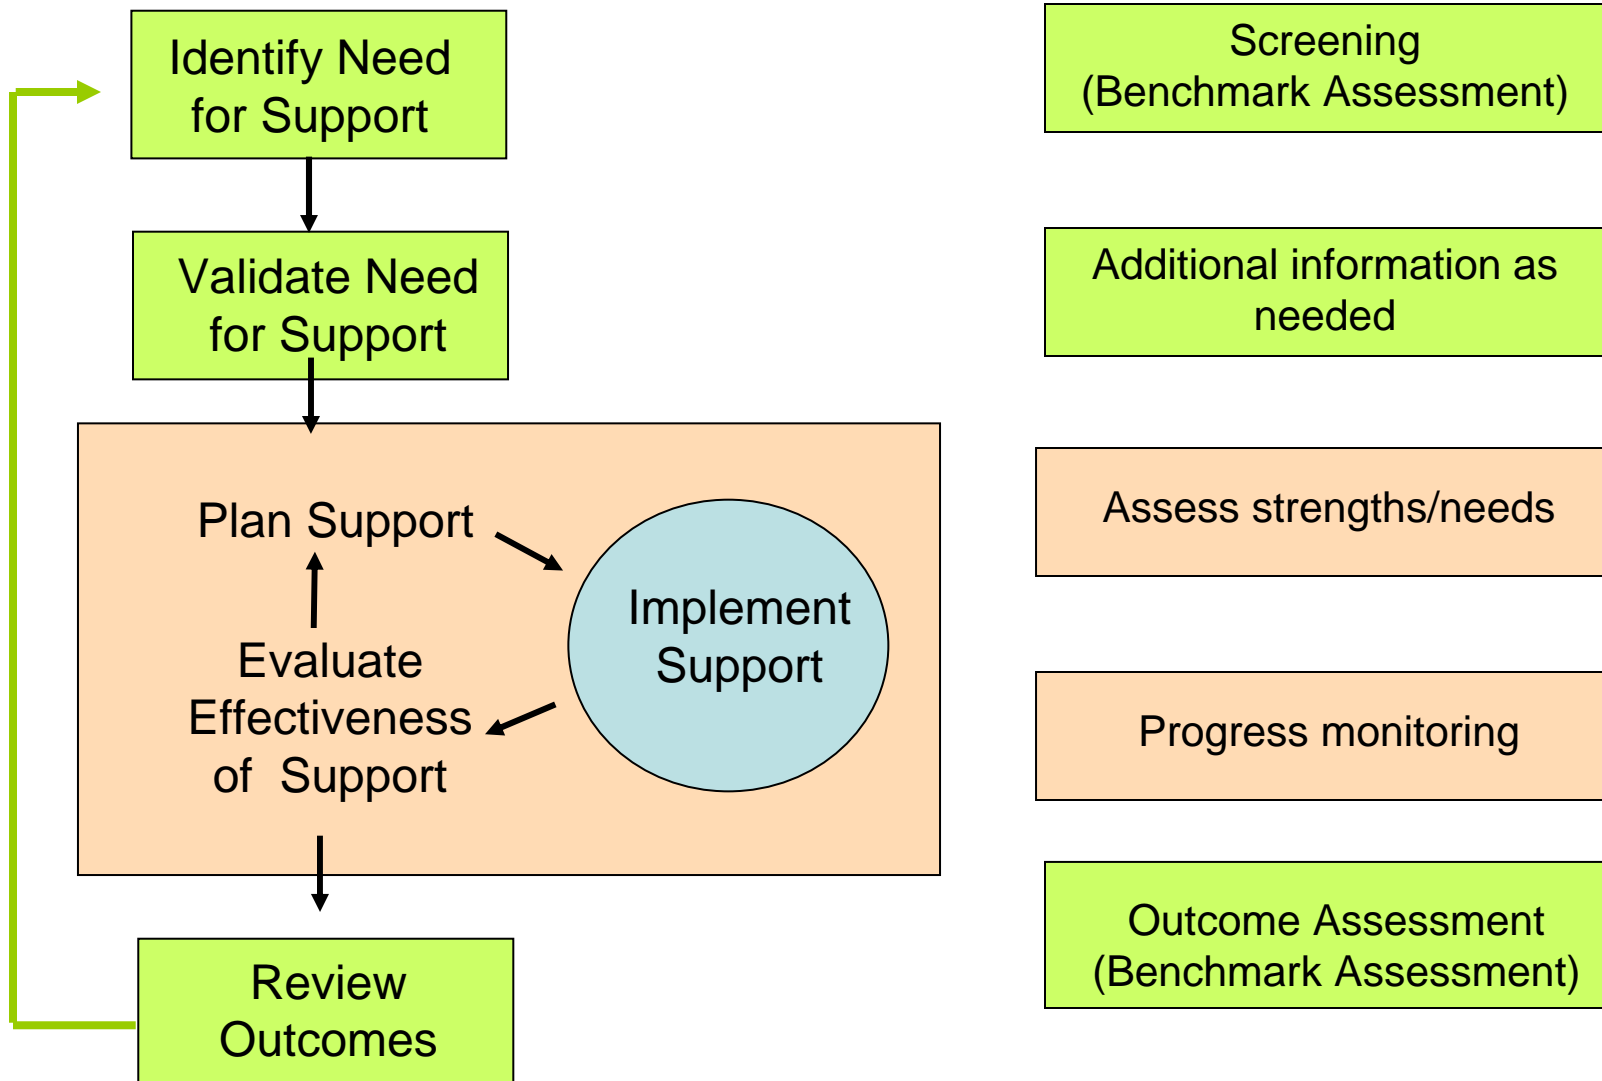 Identify Need
for Support
Screening
(Benchmark Assessment)
Validate Need
for Support
Additional information as
needed
Plan Support
Implement
Support
Evaluate
Effectiveness
of  Support
Assess strengths/needs
Progress monitoring
Review
Outcomes
Outcome Assessment
(Benchmark Assessment)